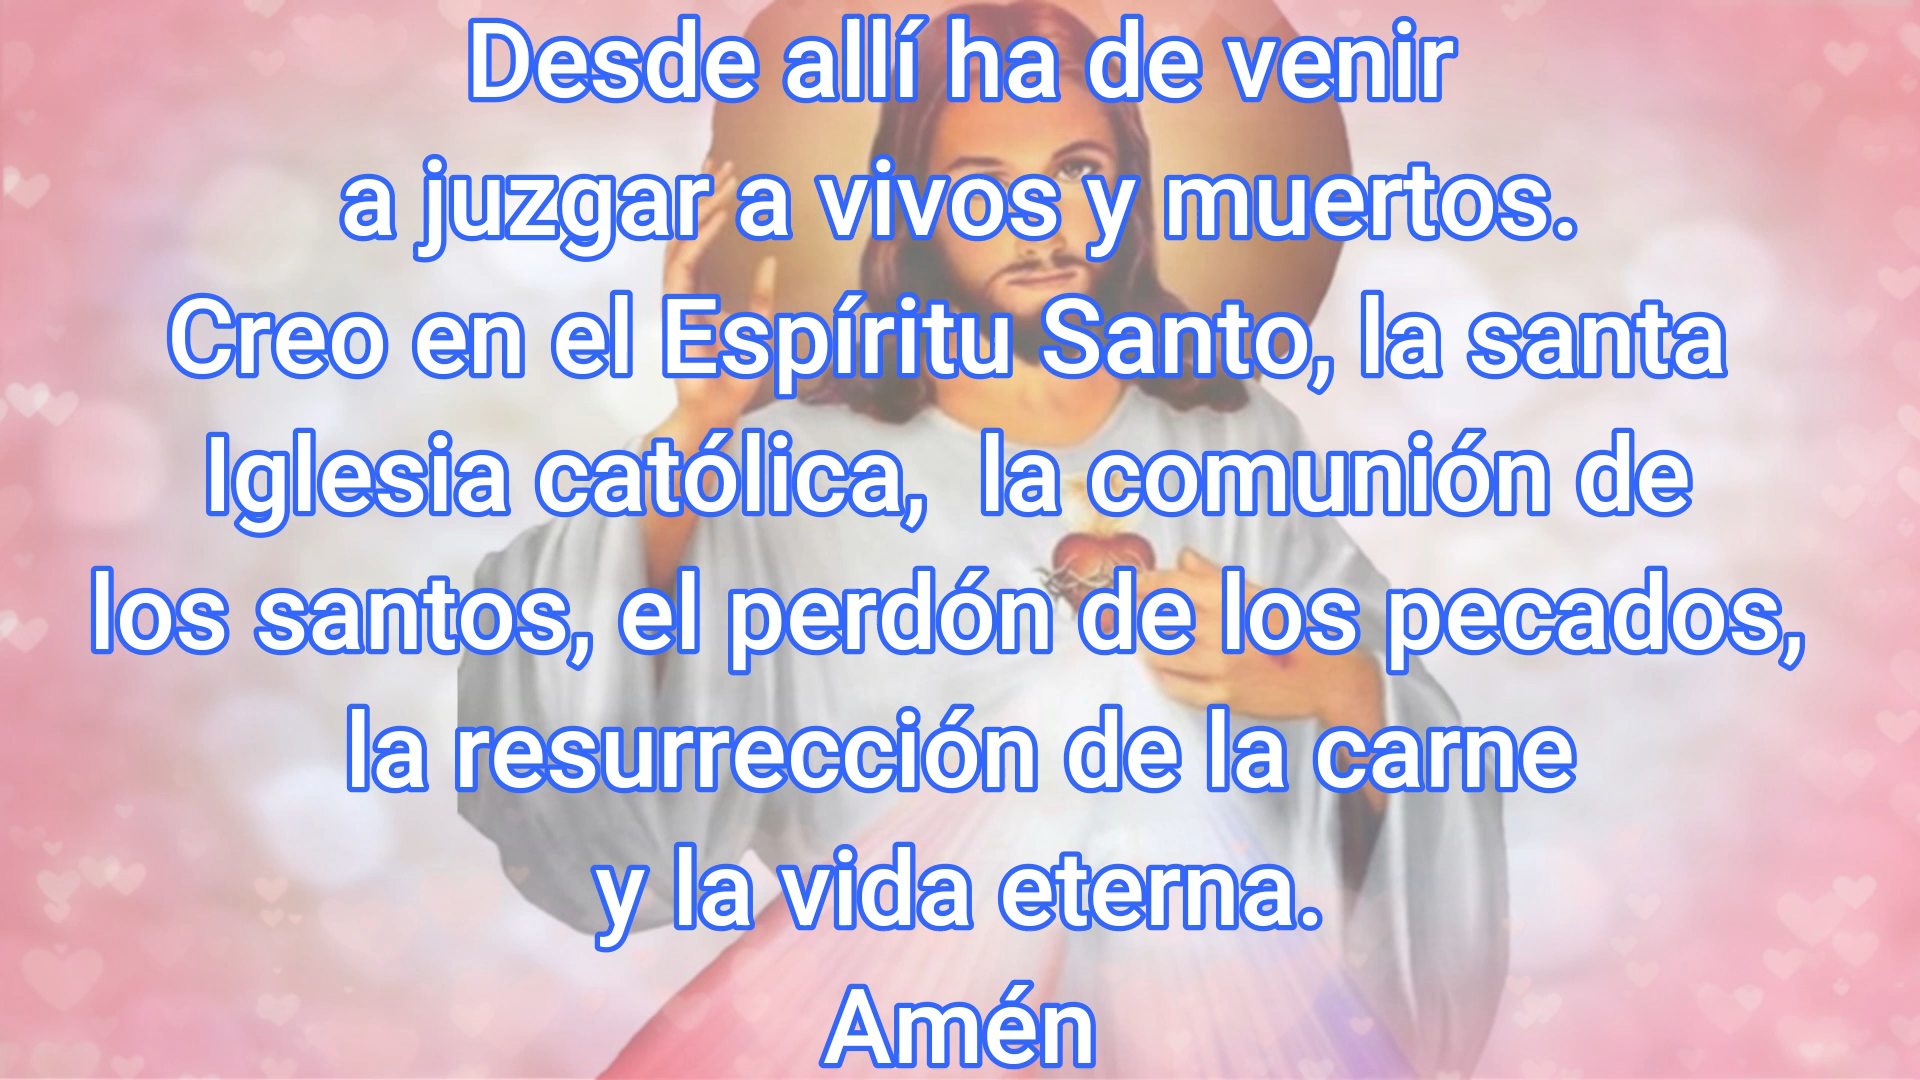 Desde allí ha de venir
a juzgar a vivos y muertos.
Creo en el Espíritu Santo, la santa
Iglesia católica,  la comunión de
los santos, el perdón de los pecados,
la resurrección de la carne
y la vida eterna.
Amén